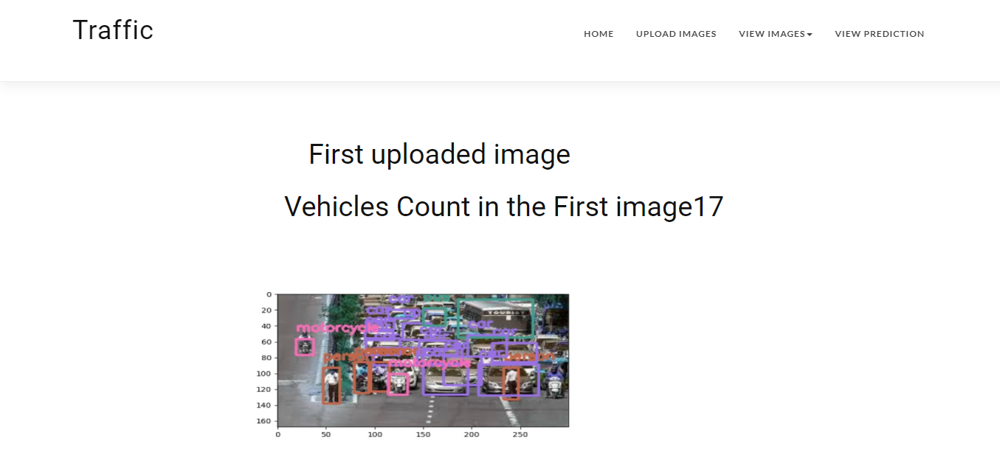 Traffic
HOME UPLOAD IMAGES VIEW IMAGES VIEW PREDICTION
First uploaded image
Vehicles Count in the First image17
0
20
40
60
80
100
120
140
160
car
car
TOURIST
car
motorcycle
person
person
motorcycle
0 50 100 150 200 250